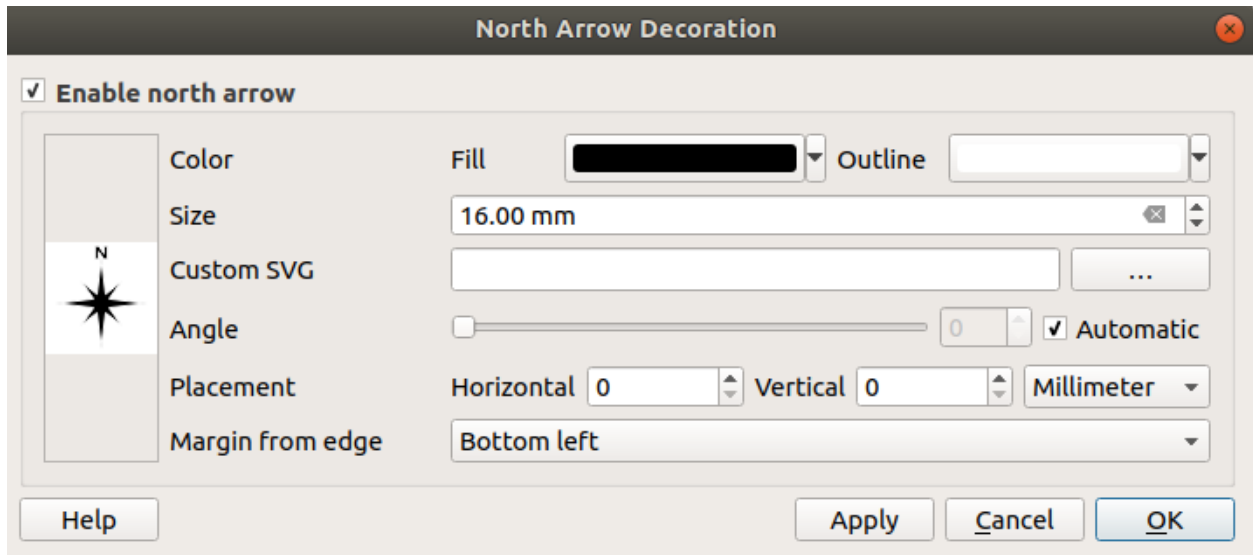 North Arrow Decoration
Enable north arrow
Color Fill Outline
Size 16.00 mm
N
Custom SVG ...
Angle 0 Automatic
Placement Horizontal 0 Vertical 0 Millimeter
Margin from edge Bottom left
Help Apply Cancel OK